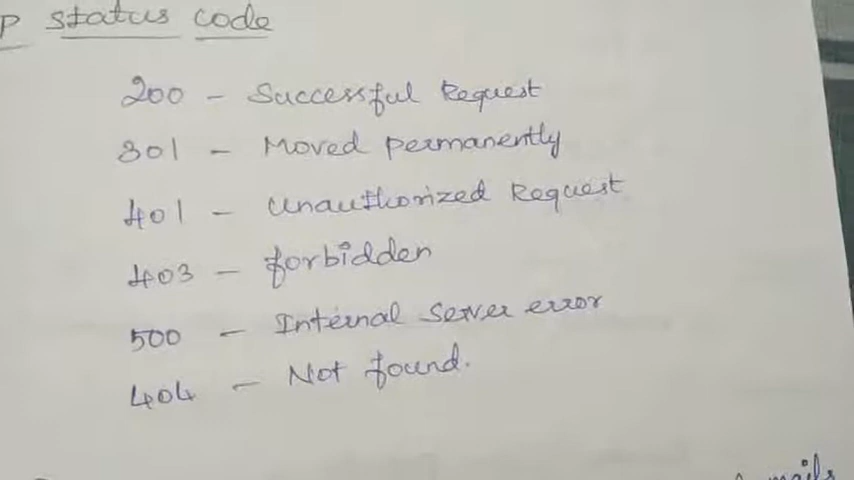 P status code
200 - Successful Request
301 - Moved permanently
401 - Unauthorized Request
403 - forbidden
500 - Internal Server error
404 - Not found.
mails